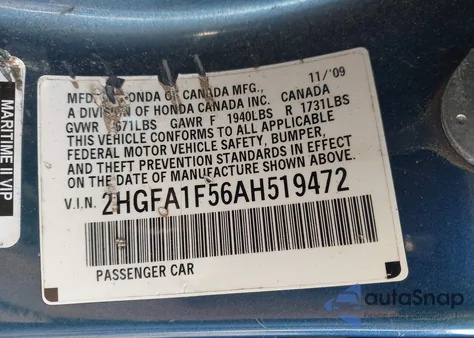 MFD. HONDA OF CANADA MFG., 11/'09
A DIVISION OF HONDA CANADA INC. CANADA
GVWR 671LBS GAWR F 1940LBS R 1731LBS
THIS VEHICLE CONFORMS TO ALL APPLICABLE
FEDERAL MOTOR VEHICLE SAFETY, BUMPER,
AND THEFT PREVENTION STANDARDS IN EFFECT
ON THE DATE OF MANUFACTURE SHOWN ABOVE.
V.I.N. 2HGFA1F56AH519472
PASSENGER CAR
MARITIME II VIP
autoSnap